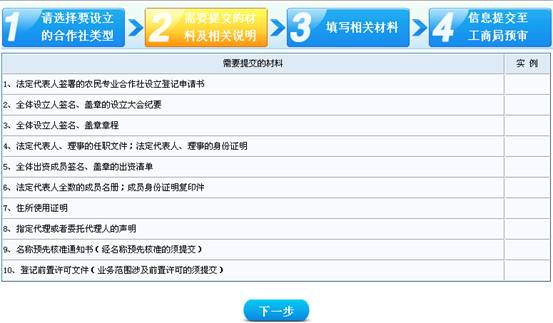 1 请选择要设立
的合作社类型
2 需要提交的材
料及相关说明
3 填写相关材料
4 信息提交至
工商局预审
需要提交的材料 实 例
1、法定代表人签署的农民专业合作社设立登记申请书
2、全体设立人签名、盖章的设立大会纪要
3、全体设立人签名、盖章章程
4、法定代表人、理事的任职文件；法定代表人、理事的身份证明
5、全体出资成员签名、盖章的出资清单
6、法定代表人全数的成员名册；成员身份证明复印件
7、住所使用证明
8、指定代理或者委托代理人的声明
9、名称预先核准通知书（经名称预先核准的须提交）
10、登记前置许可文件（业务范围涉及前置许可的须提交）
下一步